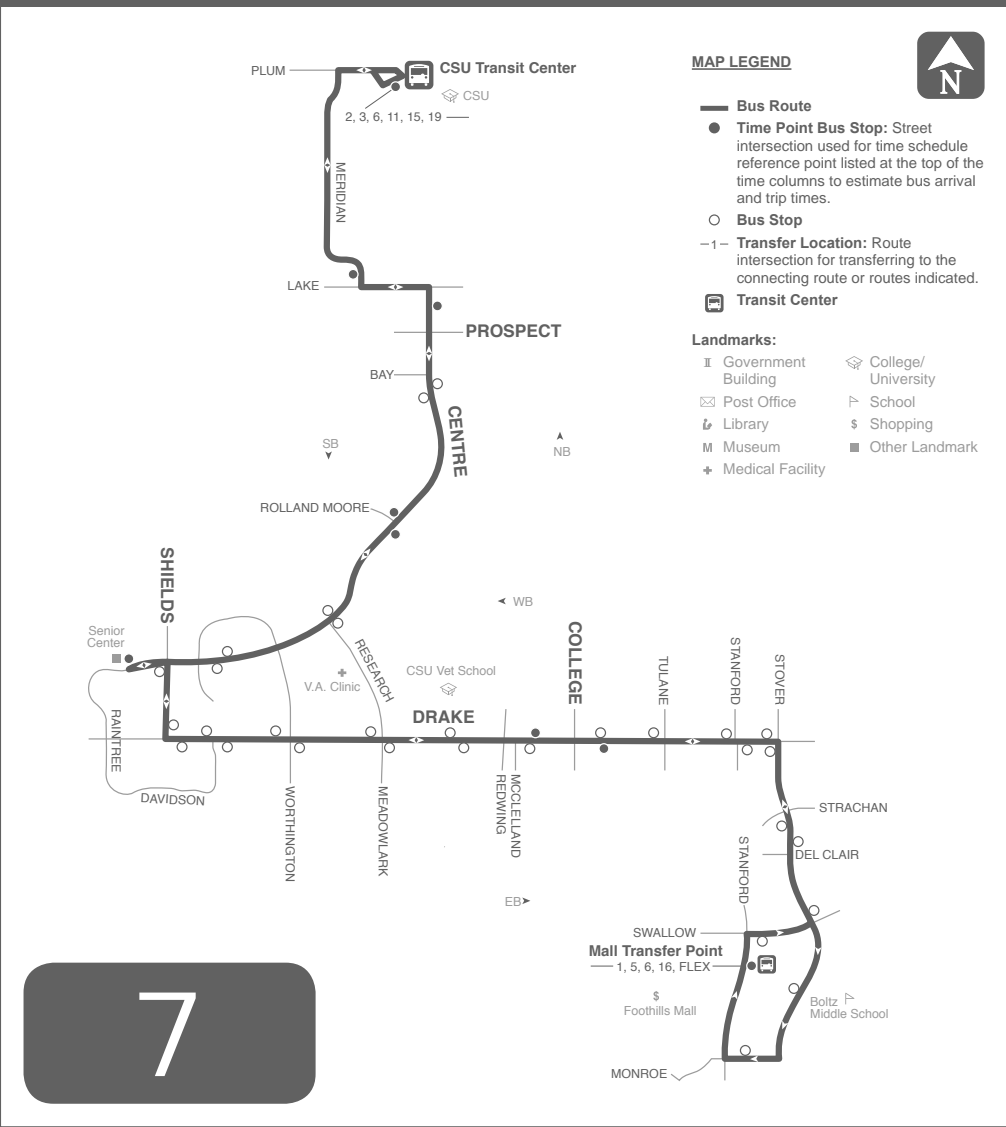 PLUM
CSU Transit Center
CSU
2, 3, 6, 11, 15, 19
MERIDIAN
LAKE
PROSPECT
BAY
CENTRE
SB
NB
ROLLAND MOORE
SHIELDS
WB
Senior
Center
RESEARCH
V.A. Clinic
CSU Vet School
COLLEGE
TULANE
STANFORD
STOVER
DRAKE
RAINTREE
DAVIDSON
WORTHINGTON
MEADOWLARK
REDWING
MCCLELLAND
STRACHAN
STANFORD
DEL CLAIR
EB
SWALLOW
Mall Transfer Point
1, 5, 6, 16, FLEX
$
Foothills Mall
Boltz
Middle School
MONROE
7
MAP LEGEND
N
Bus Route
Time Point Bus Stop: Street
intersection used for time schedule
reference point listed at the top of the
time columns to estimate bus arrival
and trip times.
Bus Stop
–1– Transfer Location: Route
intersection for transferring to the
connecting route or routes indicated.
Transit Center
Landmarks:
Government
Building
Post Office
Library
M Museum
Medical Facility
College/
University
School
$ Shopping
Other Landmark